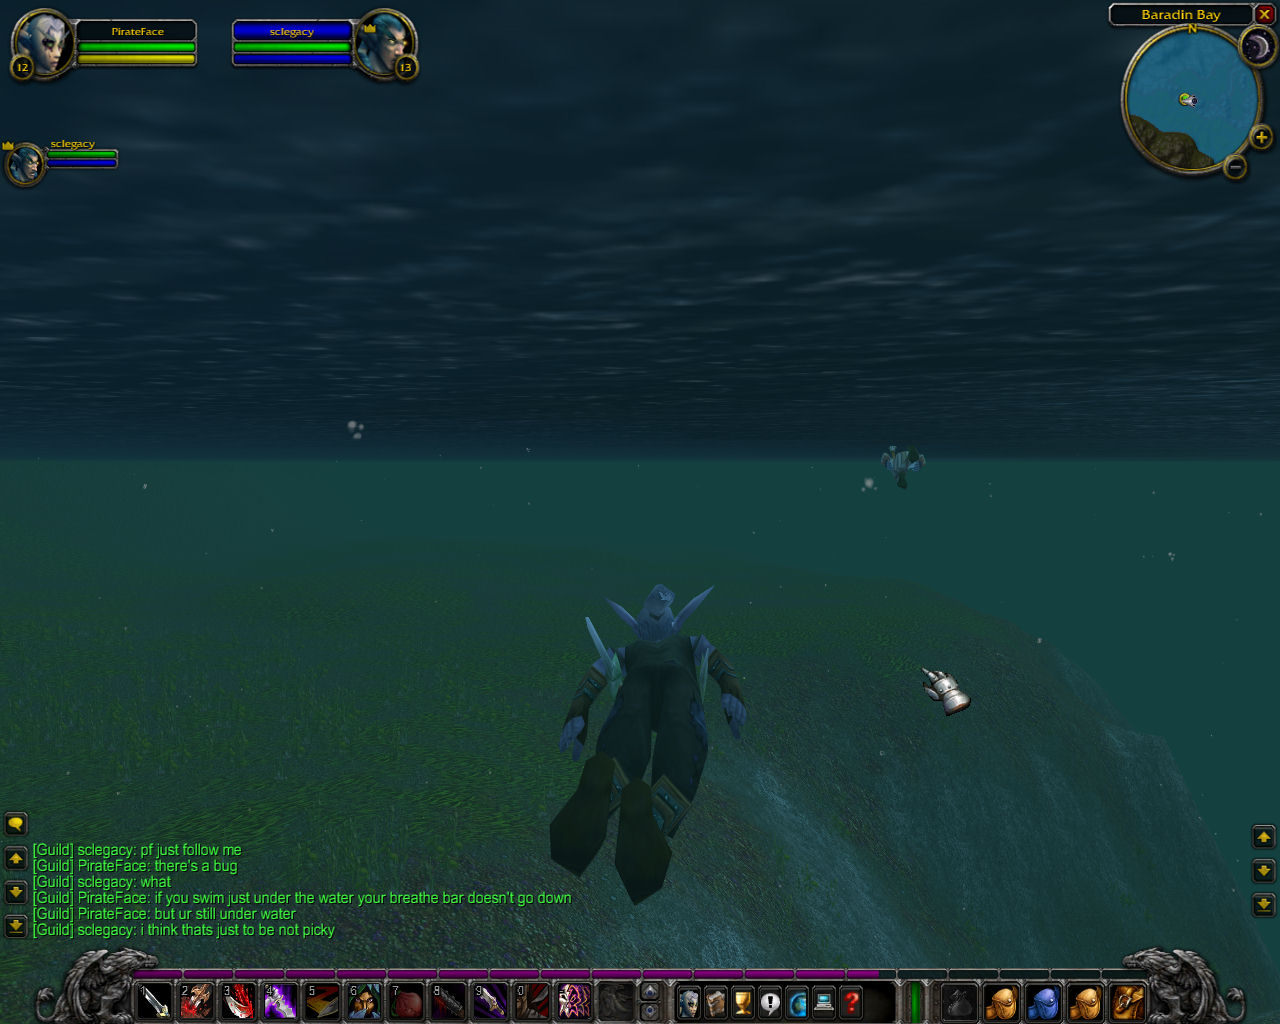 PirateFace
12
sclegacy
13
Baradin Bay
N
sclegacy
[Guild] sclegacy: pf just follow me
[Guild] PirateFace: there's a bug
[Guild] sclegacy: what
[Guild] PirateFace: if you swim just under the water your breathe bar doesn't go down
[Guild] PirateFace: but ur still under water
[Guild] sclegacy: i think thats just to be not picky
1 2 3 4 5 6 7 8 9 0